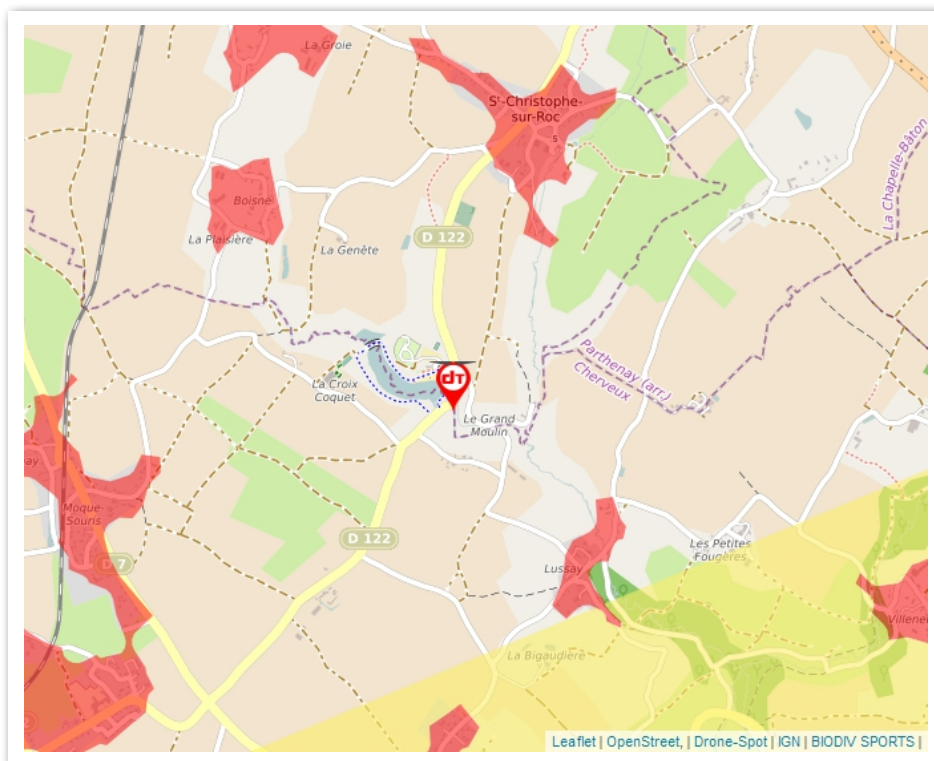 La Groie
St-Christophe-
sur-Roc
La Chapelle-Bâton
Boisne
La Plaisière
D 122
La Genête
Parthenay (arr.)
Cherveux
La Croix
Coquet
dT
Le Grand
Moulin
ay
Moque-
Souris
D 122
Les Petites
Fougères
D 7
Lussay
Villene
La Bigaudière
Leaflet | OpenStreet, | Drone-Spot | IGN | BIODIV SPORTS |